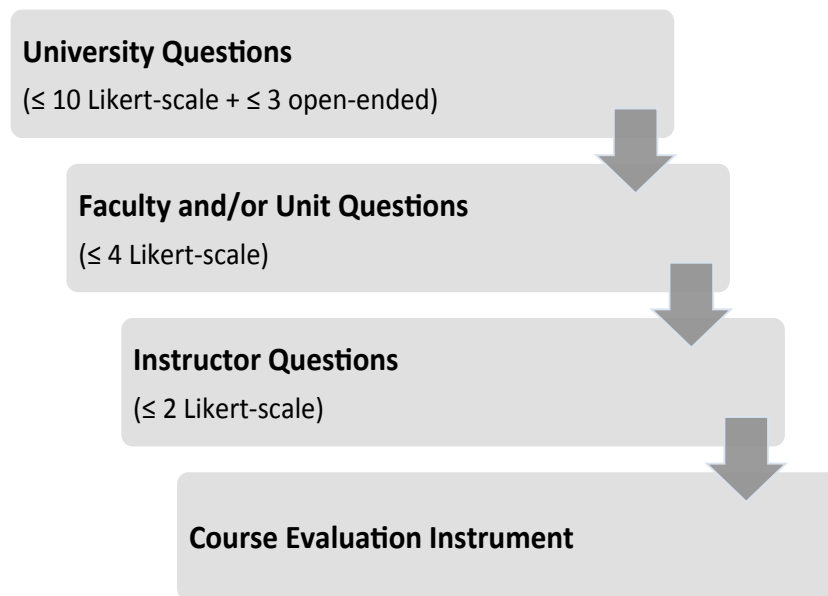 University Questions
(≤ 10 Likert-scale + ≤ 3 open-ended)
Faculty and/or Unit Questions
(≤ 4 Likert-scale)
Instructor Questions
(≤ 2 Likert-scale)
Course Evaluation Instrument